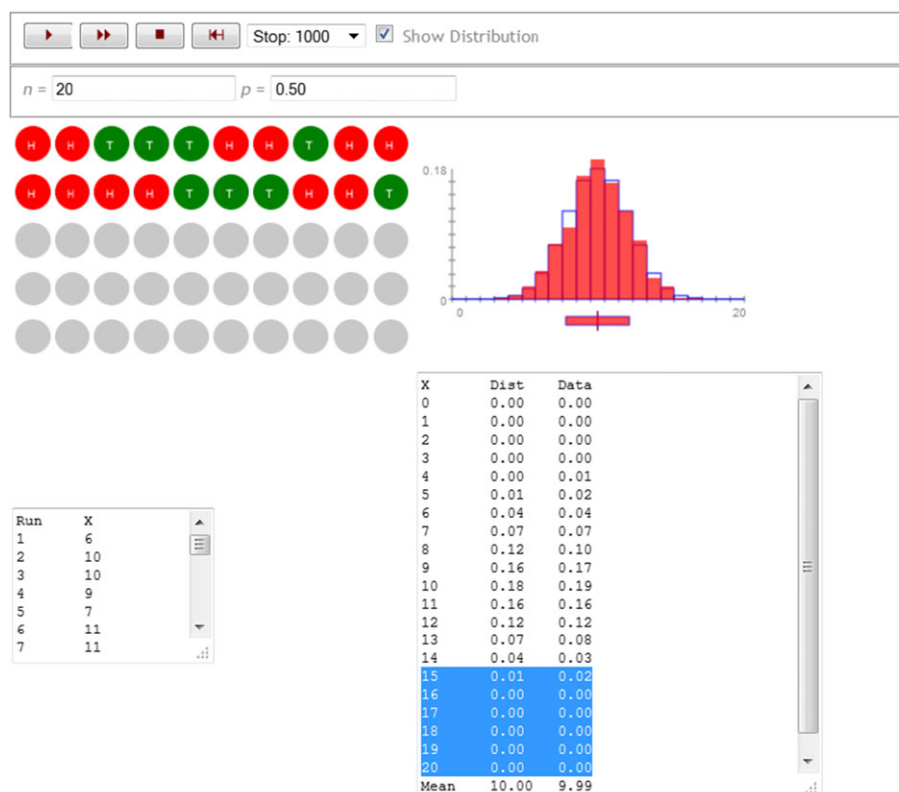 Stop: 1000 Show Distribution
n = 20 p = 0.50
H H T T T H H T H H
H H H H T T T H H T
0.18
0
0 20
X Dist Data
0 0.00 0.00
1 0.00 0.00
2 0.00 0.00
3 0.00 0.00
4 0.00 0.01
5 0.01 0.02
6 0.04 0.04
7 0.07 0.07
8 0.12 0.10
9 0.16 0.17
10 0.18 0.19
11 0.16 0.16
12 0.12 0.12
13 0.07 0.08
14 0.04 0.03
15 0.01 0.02
16 0.00 0.00
17 0.00 0.00
18 0.00 0.00
19 0.00 0.00
20 0.00 0.00
Mean 10.00 9.99
Run X
1 6
2 10
3 10
4 9
5 7
6 11
7 11